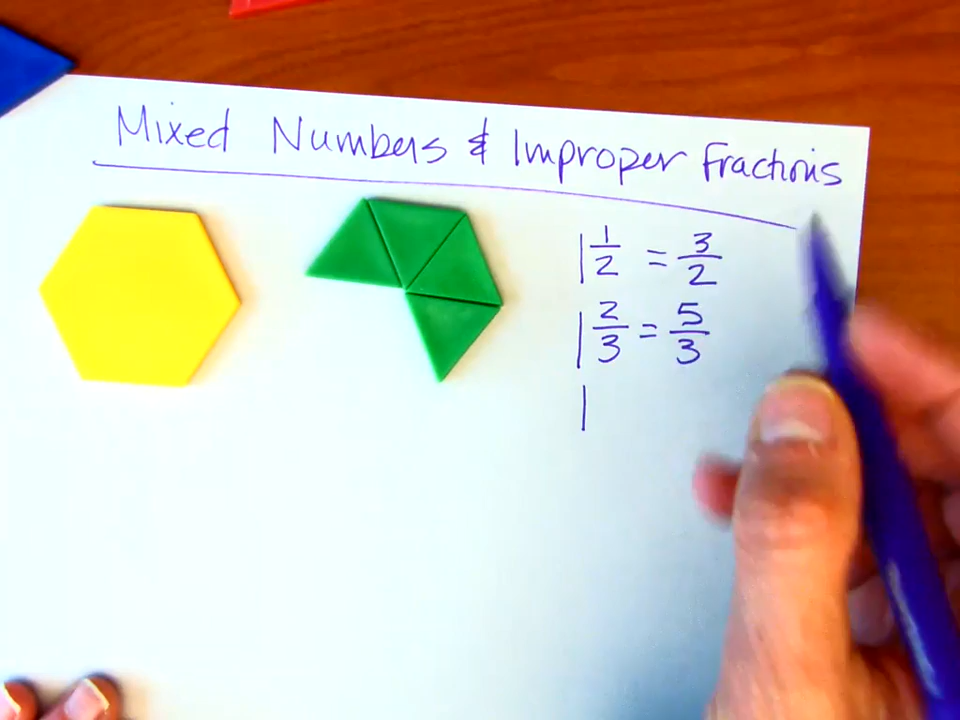 Mixed Numbers & Improper Fractions
1 1/2 = 3/2
1 2/3 = 5/3
1